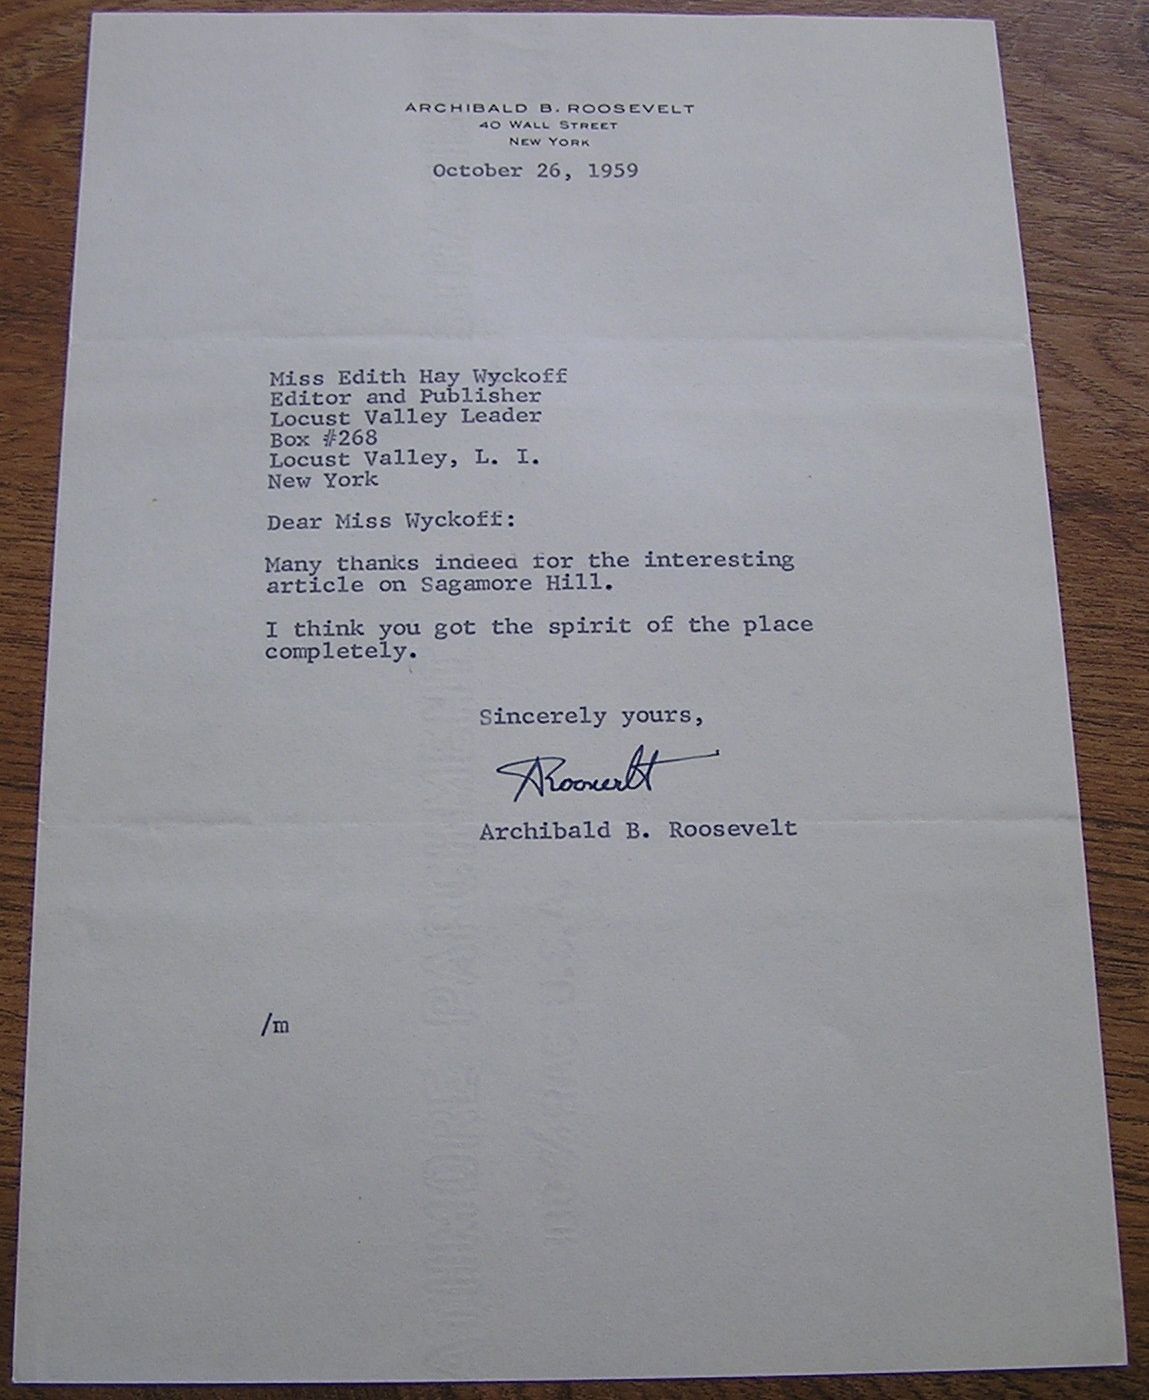 ARCHIBALD B. ROOSEVELT
40 WALL STREET
NEW YORK
October 26, 1959
Miss Edith Hay Wyckoff
Editor and Publisher
Locust Valley Leader
Box #268
Locust Valley, L. I.
New York
Dear Miss Wyckoff:
Many thanks indeed for the interesting
article on Sagamore Hill.
I think you got the spirit of the place
completely.
Sincerely yours,
ARoosevelt
Archibald B. Roosevelt
/m